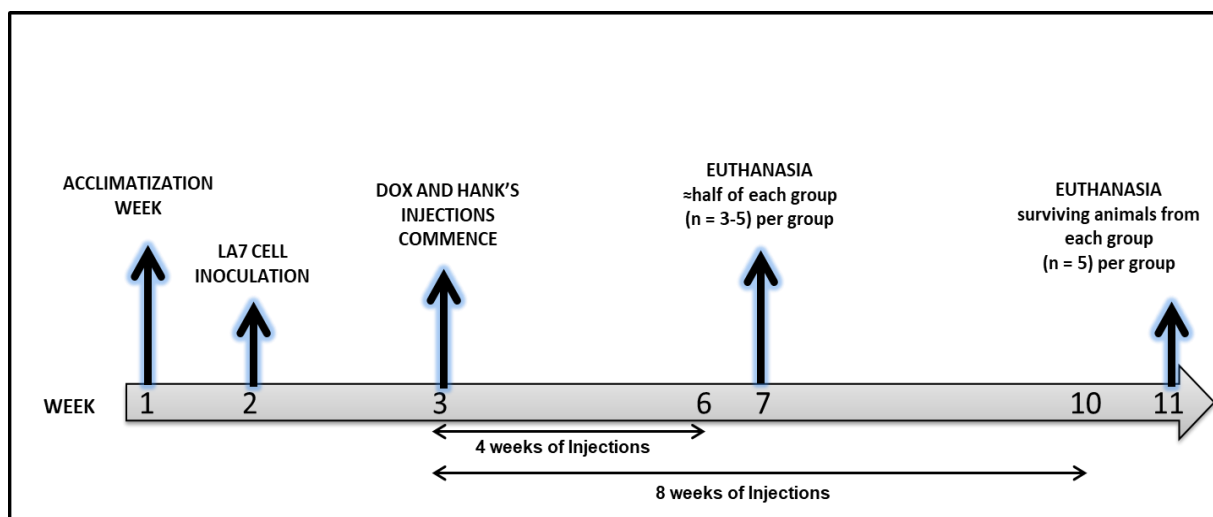 ACCLIMATIZATION
WEEK
LA7 CELL
INOCULATION
DOX AND HANK'S
INJECTIONS
COMMENCE
EUTHANASIA
≈half of each group
(n = 3-5) per group
EUTHANASIA
surviving animals from
each group
(n = 5) per group
WEEK 1 2 3 6 7 10 11
4 weeks of Injections
8 weeks of Injections